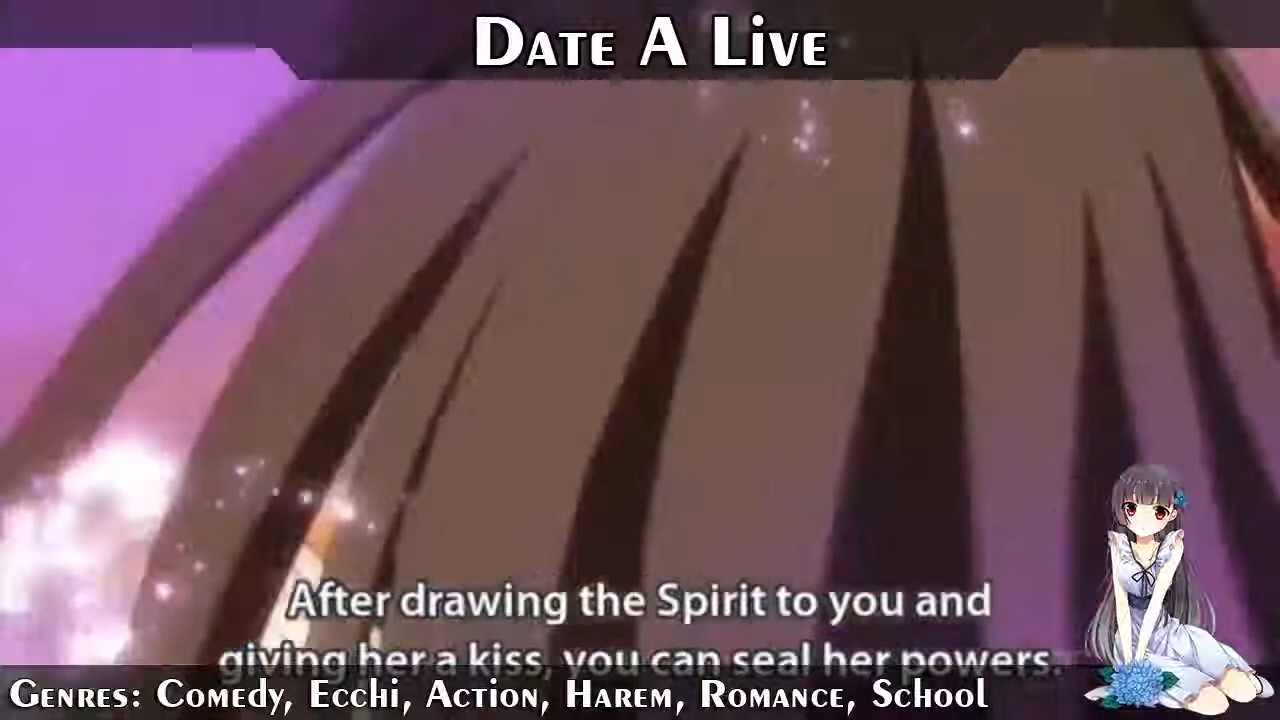 Date A Live
After drawing the Spirit to you and
giving her a kiss, you can seal her powers.
Genres: Comedy, Ecchi, Action, Harem, Romance, School